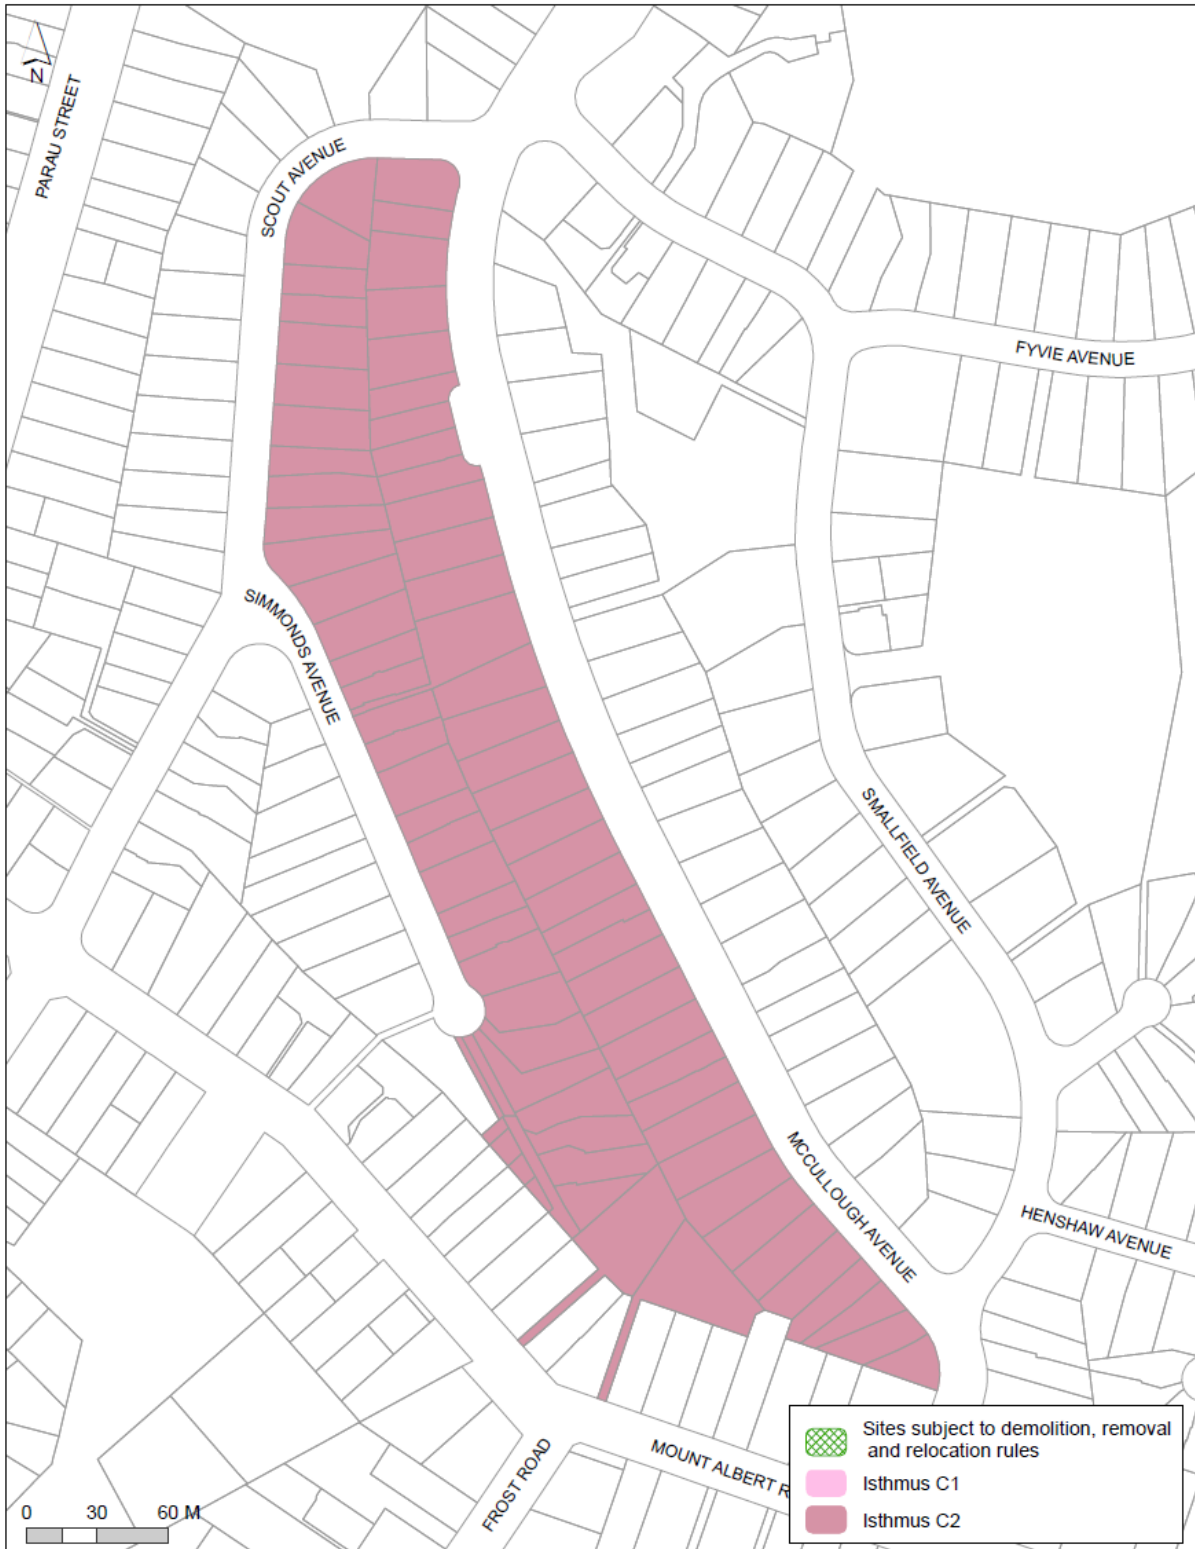 N
PARAU STREET
SCOUT AVENUE
FYVIE AVENUE
SIMMONDS AVENUE
SMALLFIELD AVENUE
MCCULLOUGH AVENUE
HENSHAW AVENUE
MOUNT ALBERT R
FROST ROAD
0 30 60 M
Sites subject to demolition, removal
and relocation rules
Isthmus C1
Isthmus C2